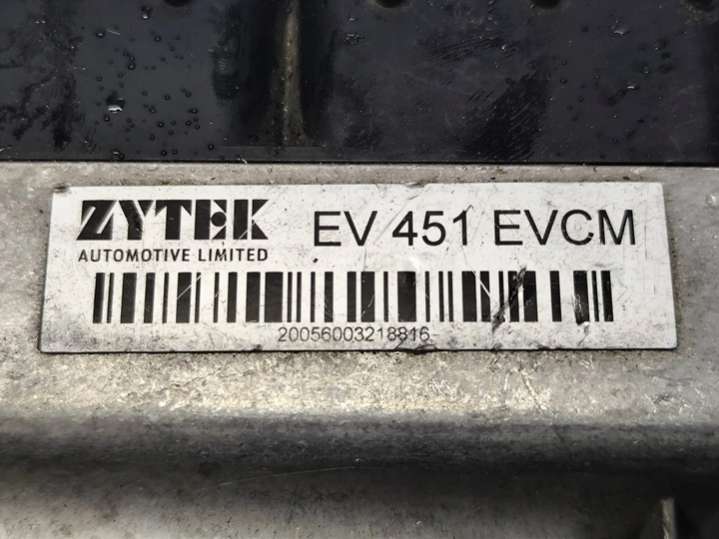 ZYTEK EV 451 EVCM
AUTOMOTIVE LIMITED
20056003218816